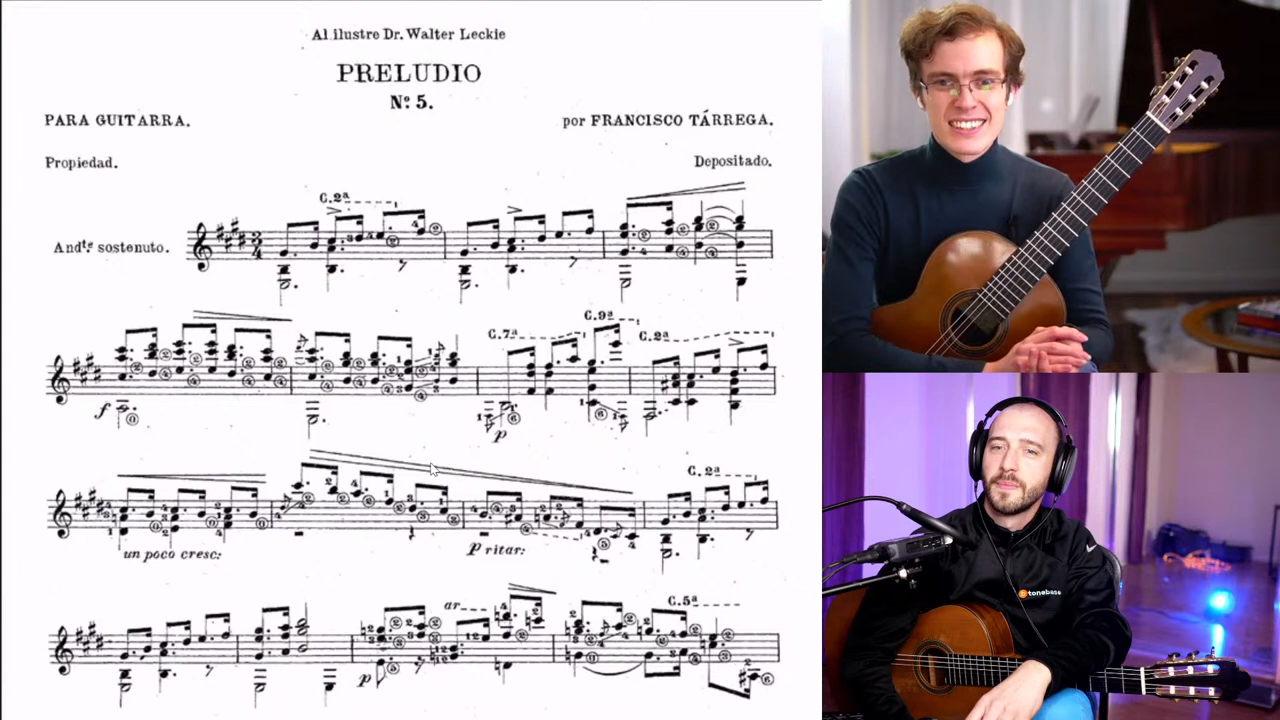 Al ilustre Dr. Walter Leckie
PRELUDIO
Nº 5.
PARA GUITARRA.
por FRANCISCO TÁRREGA.
Propiedad.
Depositado.
C.2ª
Andte sostenuto.
C.9ª
C.7ª
C.2ª
f
p
C.2ª
un poco cresc:
p ritar:
ar
C.5ª
p
tonebase